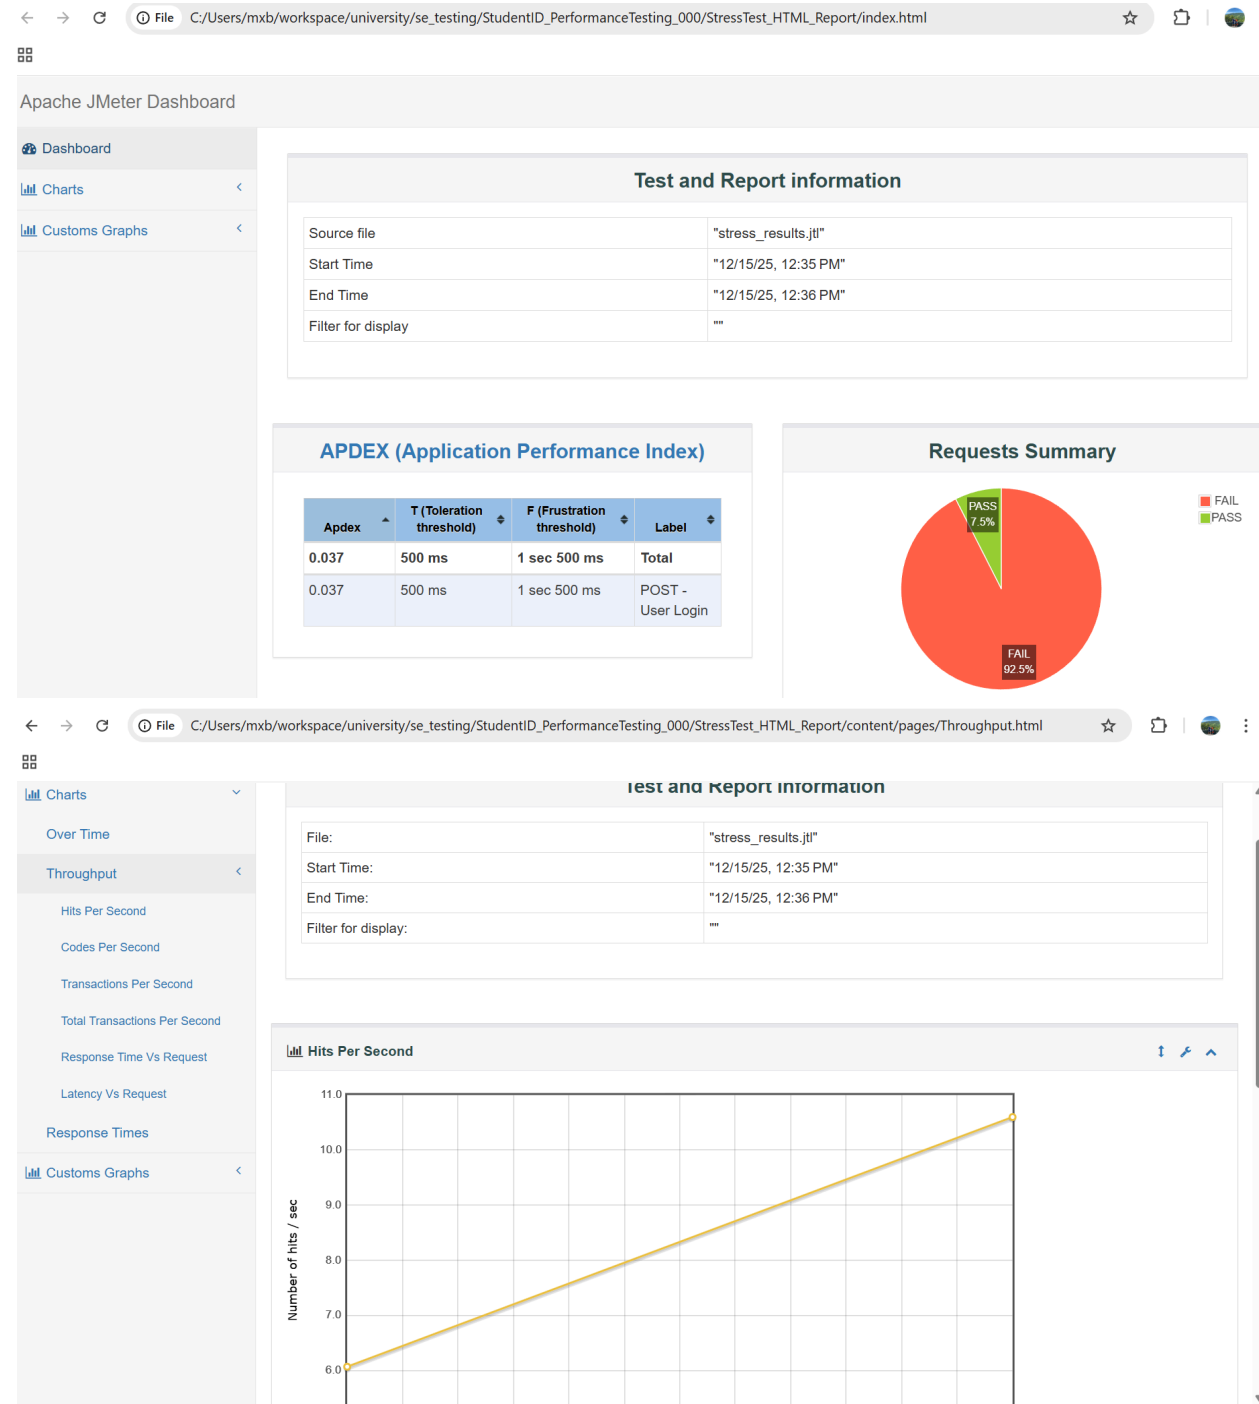 File C:/Users/mxb/workspace/university/se_testing/StudentID_PerformanceTesting_000/StressTest_HTML_Report/index.html
Apache JMeter Dashboard
Dashboard
Charts
Customs Graphs
Test and Report information
Source file "stress_results.jtl"
Start Time "12/15/25, 12:35 PM"
End Time "12/15/25, 12:36 PM"
Filter for display ""
APDEX (Application Performance Index)
Apdex T (Toleration threshold) F (Frustration threshold) Label
0.037 500 ms 1 sec 500 ms Total
0.037 500 ms 1 sec 500 ms POST - User Login
Requests Summary
PASS
7.5%
FAIL
92.5%
FAIL
PASS
File C:/Users/mxb/workspace/university/se_testing/StudentID_PerformanceTesting_000/StressTest_HTML_Report/content/pages/Throughput.html
Charts
Over Time
Throughput
Hits Per Second
Codes Per Second
Transactions Per Second
Total Transactions Per Second
Response Time Vs Request
Latency Vs Request
Response Times
Customs Graphs
Test and Report information
File: "stress_results.jtl"
Start Time: "12/15/25, 12:35 PM"
End Time: "12/15/25, 12:36 PM"
Filter for display: ""
Hits Per Second
Number of hits / sec
11.0
10.0
9.0
8.0
7.0
6.0